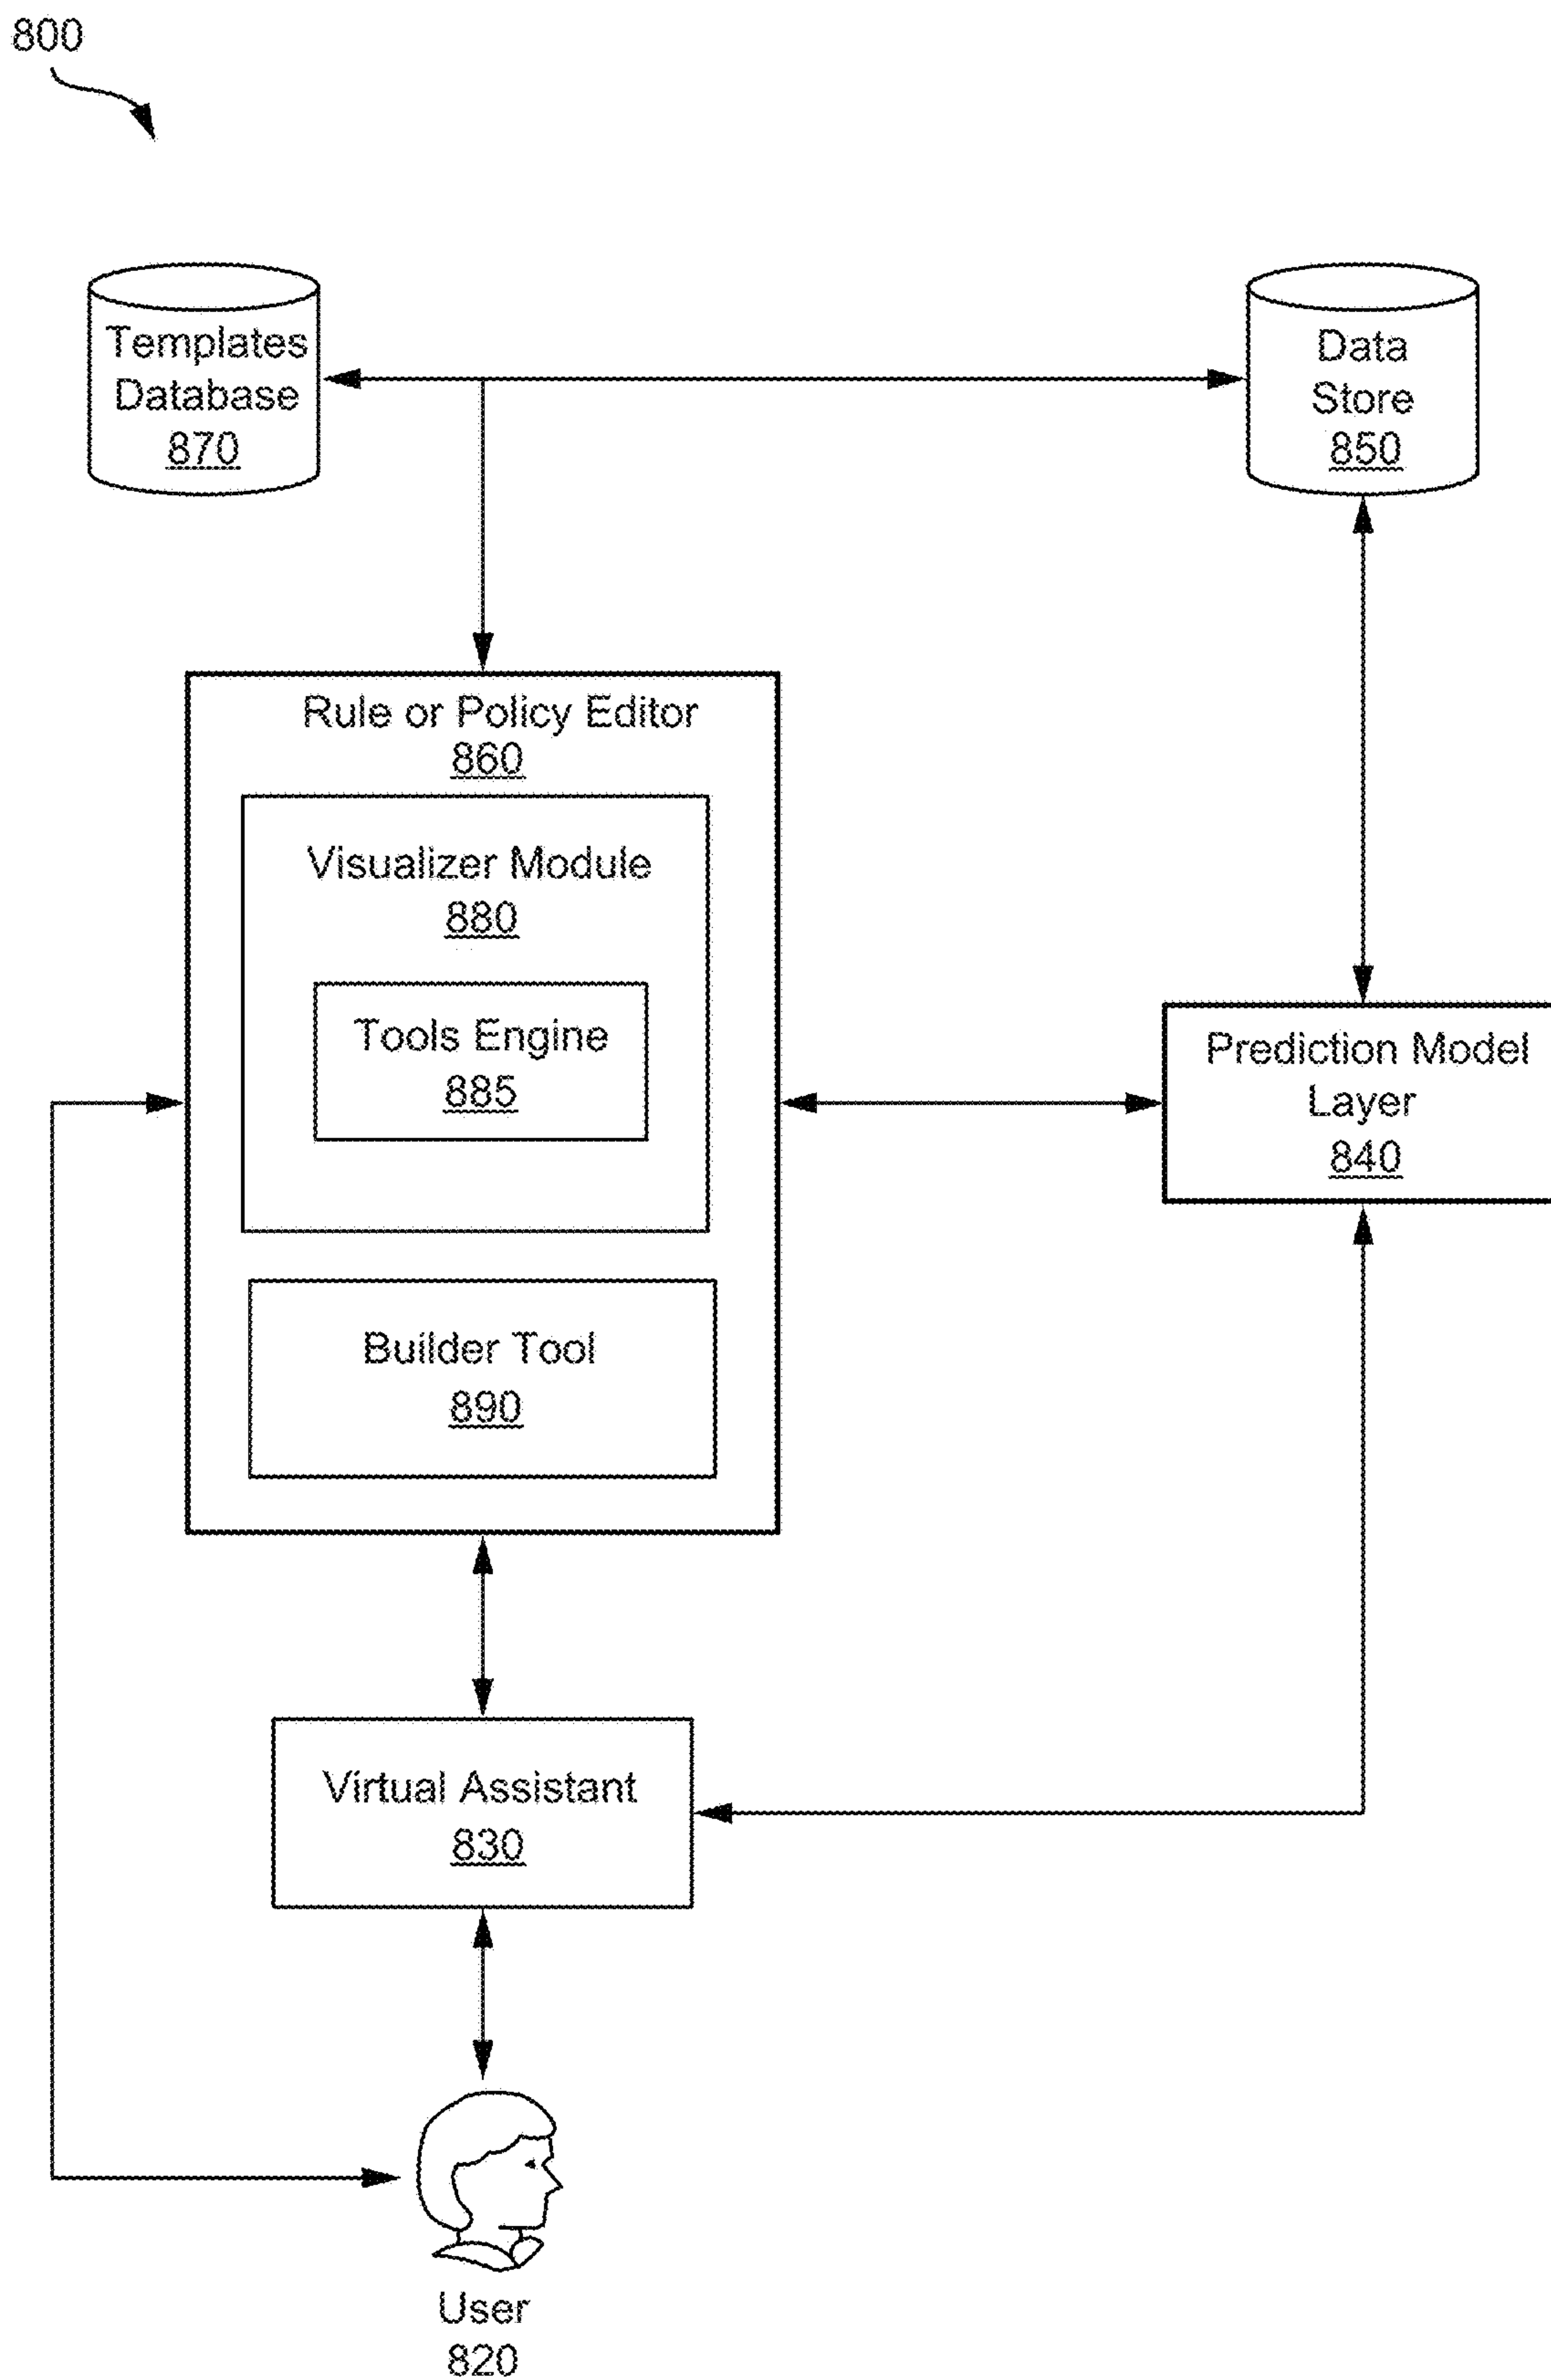 800
Templates
Database
870
Data
Store
850
Rule or Policy Editor
860
Visualizer Module
880
Tools Engine
885
Prediction Model
Layer
840
Builder Tool
890
Virtual Assistant
830
User
820